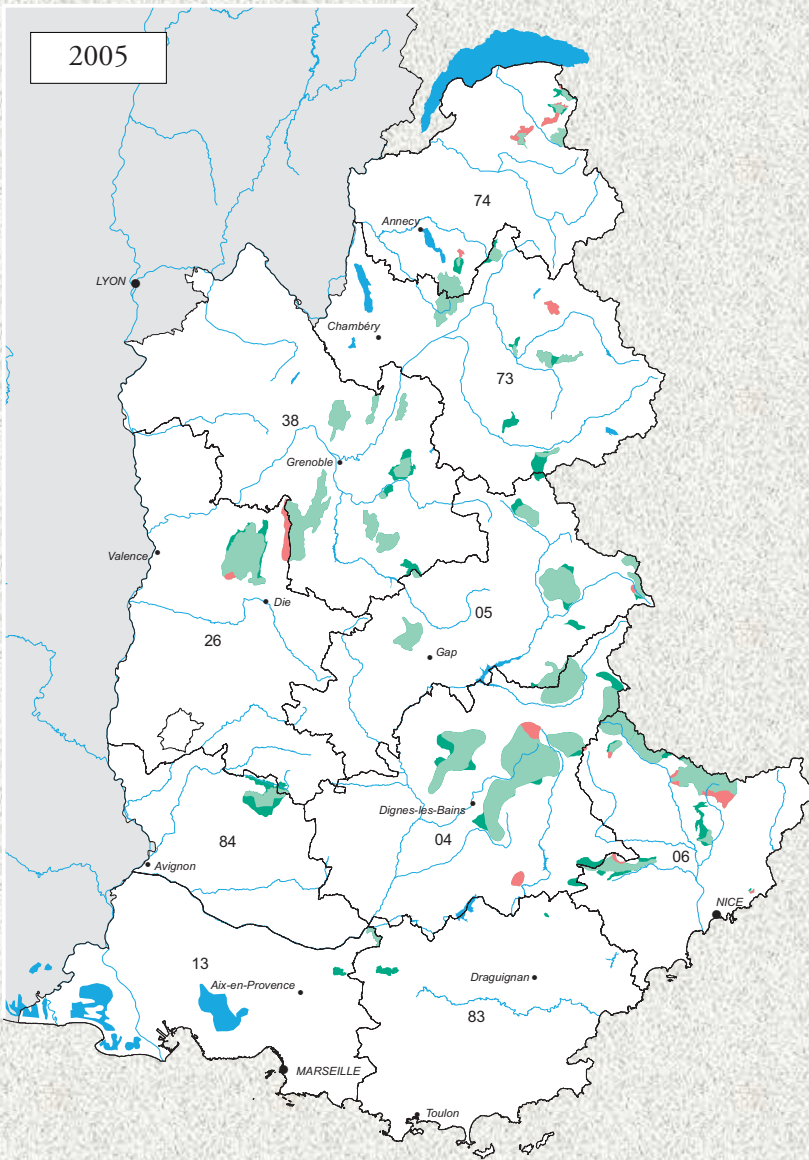 2005
74
Annecy
LYON
Chambéry
73
38
Grenoble
Valence
Die
05
26
Gap
Dignes-les-Bains
84
04
Avignon
06
NICE
13
Aix-en-Provence
Draguignan
83
MARSEILLE
Toulon